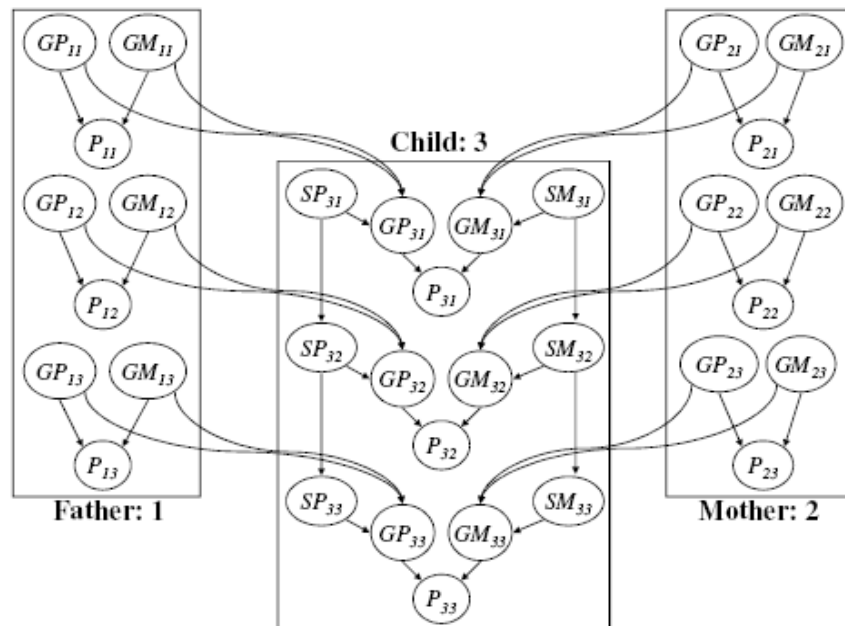 GP11 GM11 GP21 GM21
P11 P21
Child: 3
GP12 GM12 SP31 SM31 GP22 GM22
GP31 GM31
P31
P12 P22
SP32 SM32
GP13 GM13 GP32 GM32 GP23 GM23
P32
P13 P23
SP33 SM33
Father: 1 Mother: 2
GP33 GM33
P33